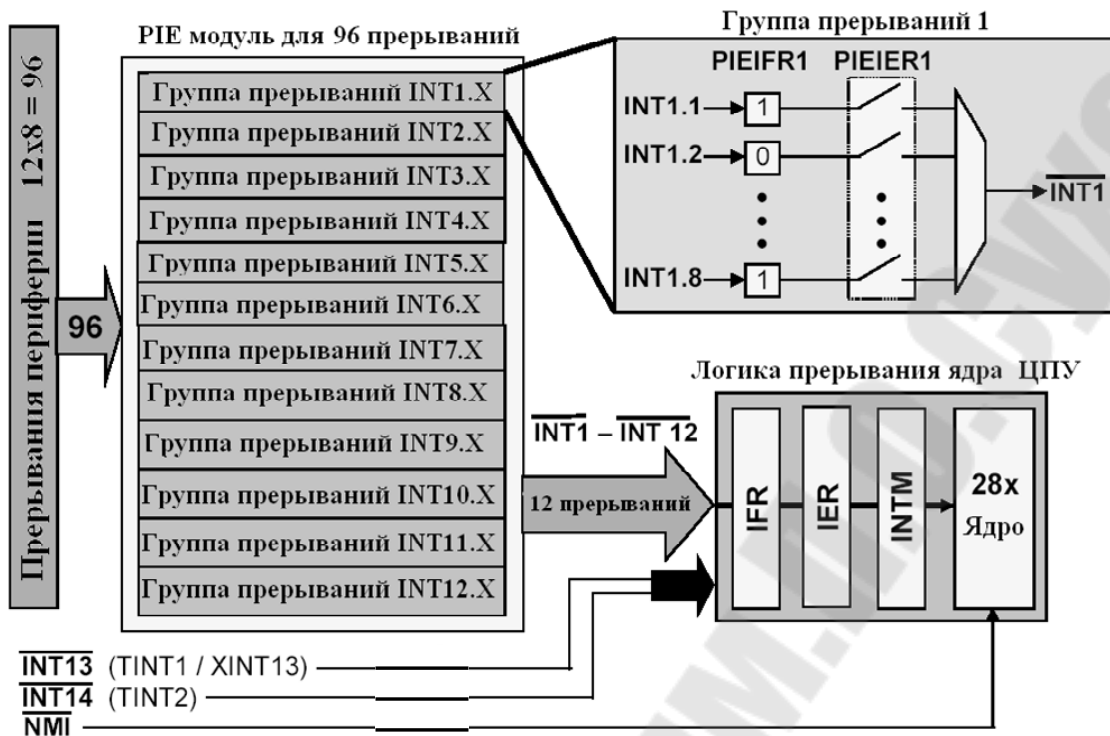 PIE модуль для 96 прерываний
Группа прерываний 1
Прерывания периферии 12x8 = 96
96
Группа прерываний INT1.X
Группа прерываний INT2.X
Группа прерываний INT3.X
Группа прерываний INT4.X
Группа прерываний INT5.X
Группа прерываний INT6.X
Группа прерываний INT7.X
Группа прерываний INT8.X
Группа прерываний INT9.X
Группа прерываний INT10.X
Группа прерываний INT11.X
Группа прерываний INT12.X
PIEIFR1 PIEIER1
INT1.1 1
INT1.2 0
INT1.8 1
INT1
Логика прерывания ядра ЦПУ
INT1 – INT 12
12 прерываний
IFR
IER
INTM
28x
Ядро
INT13 (TINT1 / XINT13)
INT14 (TINT2)
NMI